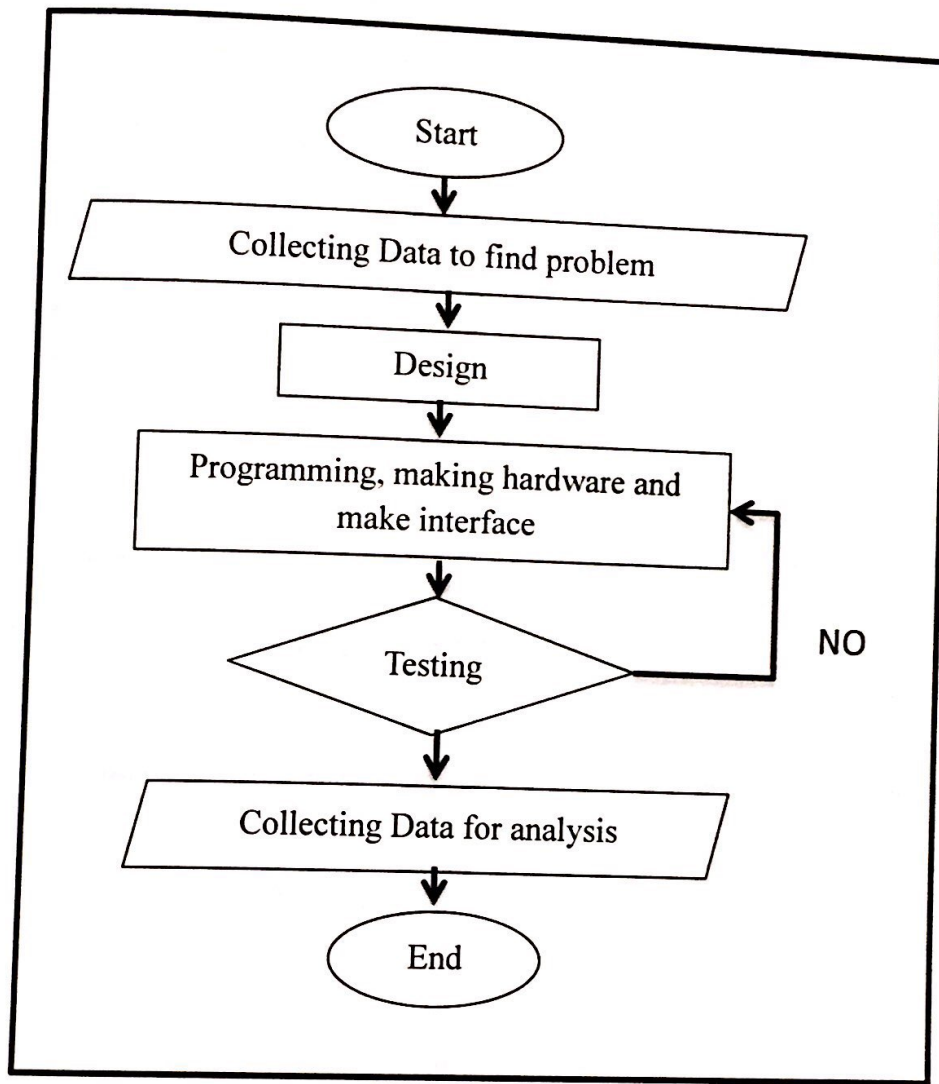 Start
Collecting Data to find problem
Design
Programming, making hardware and
make interface
NO
Testing
Collecting Data for analysis
End